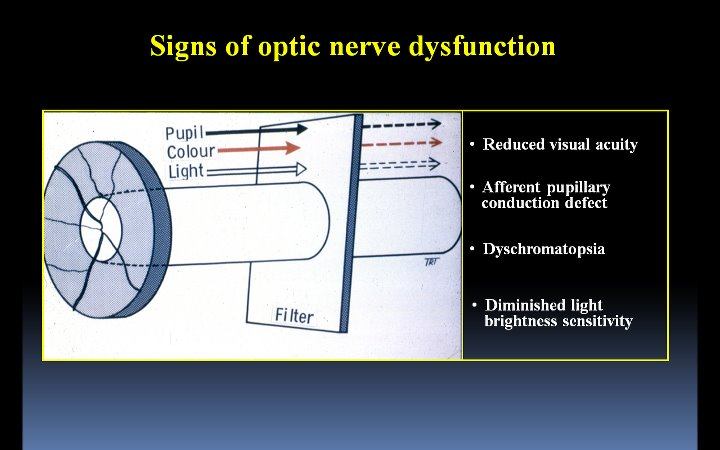 Signs of optic nerve dysfunction
Pupil
Colour
Light
Filter
TRT
• Reduced visual acuity
• Afferent pupillary
conduction defect
• Dyschromatopsia
• Diminished light
brightness sensitivity